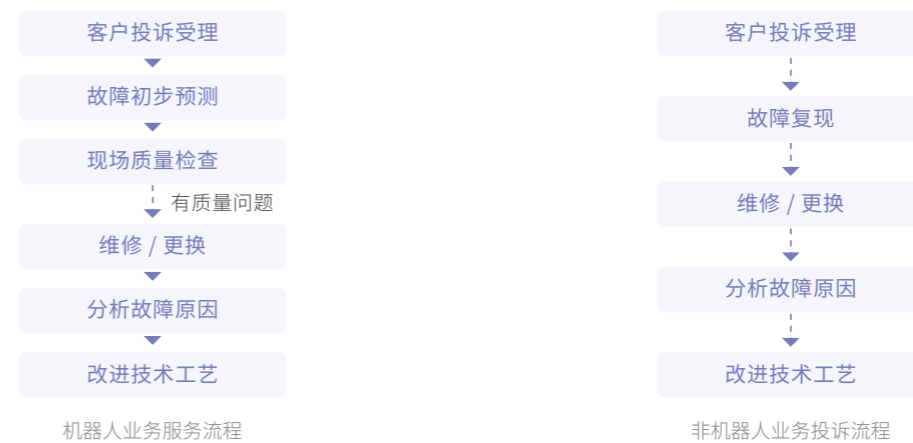 客户投诉受理
故障初步预测
现场质量检查
有质量问题
维修 / 更换
分析故障原因
改进技术工艺
机器人业务服务流程
客户投诉受理
故障复现
维修 / 更换
分析故障原因
改进技术工艺
非机器人业务投诉流程